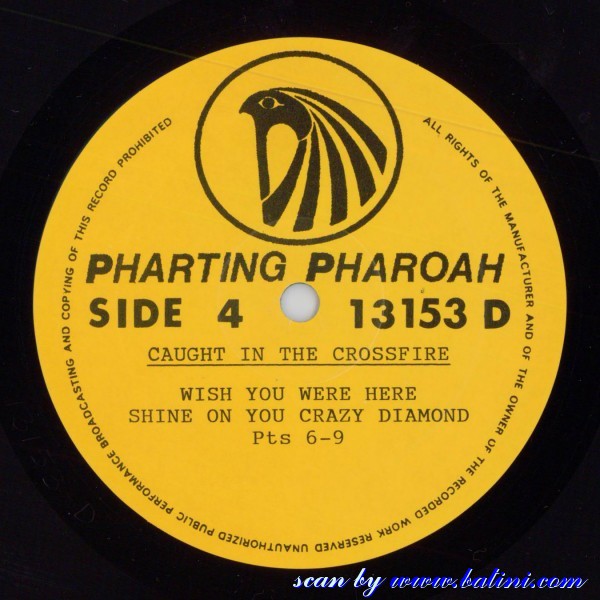 PHARTING PHAROAH
SIDE 4 13153 D
CAUGHT IN THE CROSSFIRE
WISH YOU WERE HERE
SHINE ON YOU CRAZY DIAMOND
Pts 6-9
ALL RIGHTS OF THE MANUFACTURER AND OF THE OWNER OF THE RECORDED WORK RESERVED UNAUTHORIZED PUBLIC PERFORMANCE BROADCASTING AND COPYING OF THIS RECORD PROHIBITED
scan by www.batini.com